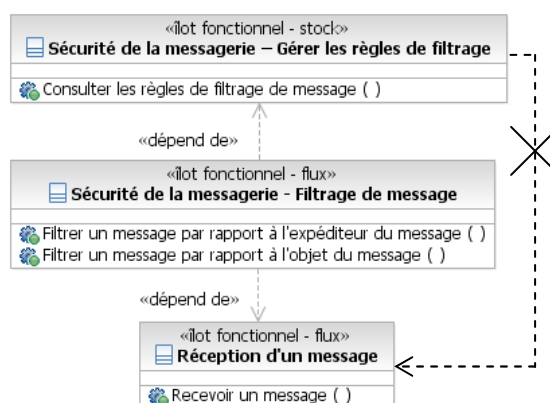 «îlot fonctionnel - stock»
Sécurité de la messagerie – Gérer les règles de filtrage
Consulter les règles de filtrage de message ( )
«dépend de»
«îlot fonctionnel - flux»
Sécurité de la messagerie - Filtrage de message
Filtrer un message par rapport à l'expéditeur du message ( )
Filtrer un message par rapport à l'objet du message ( )
«dépend de»
«îlot fonctionnel - flux»
Réception d'un message
Recevoir un message ( )